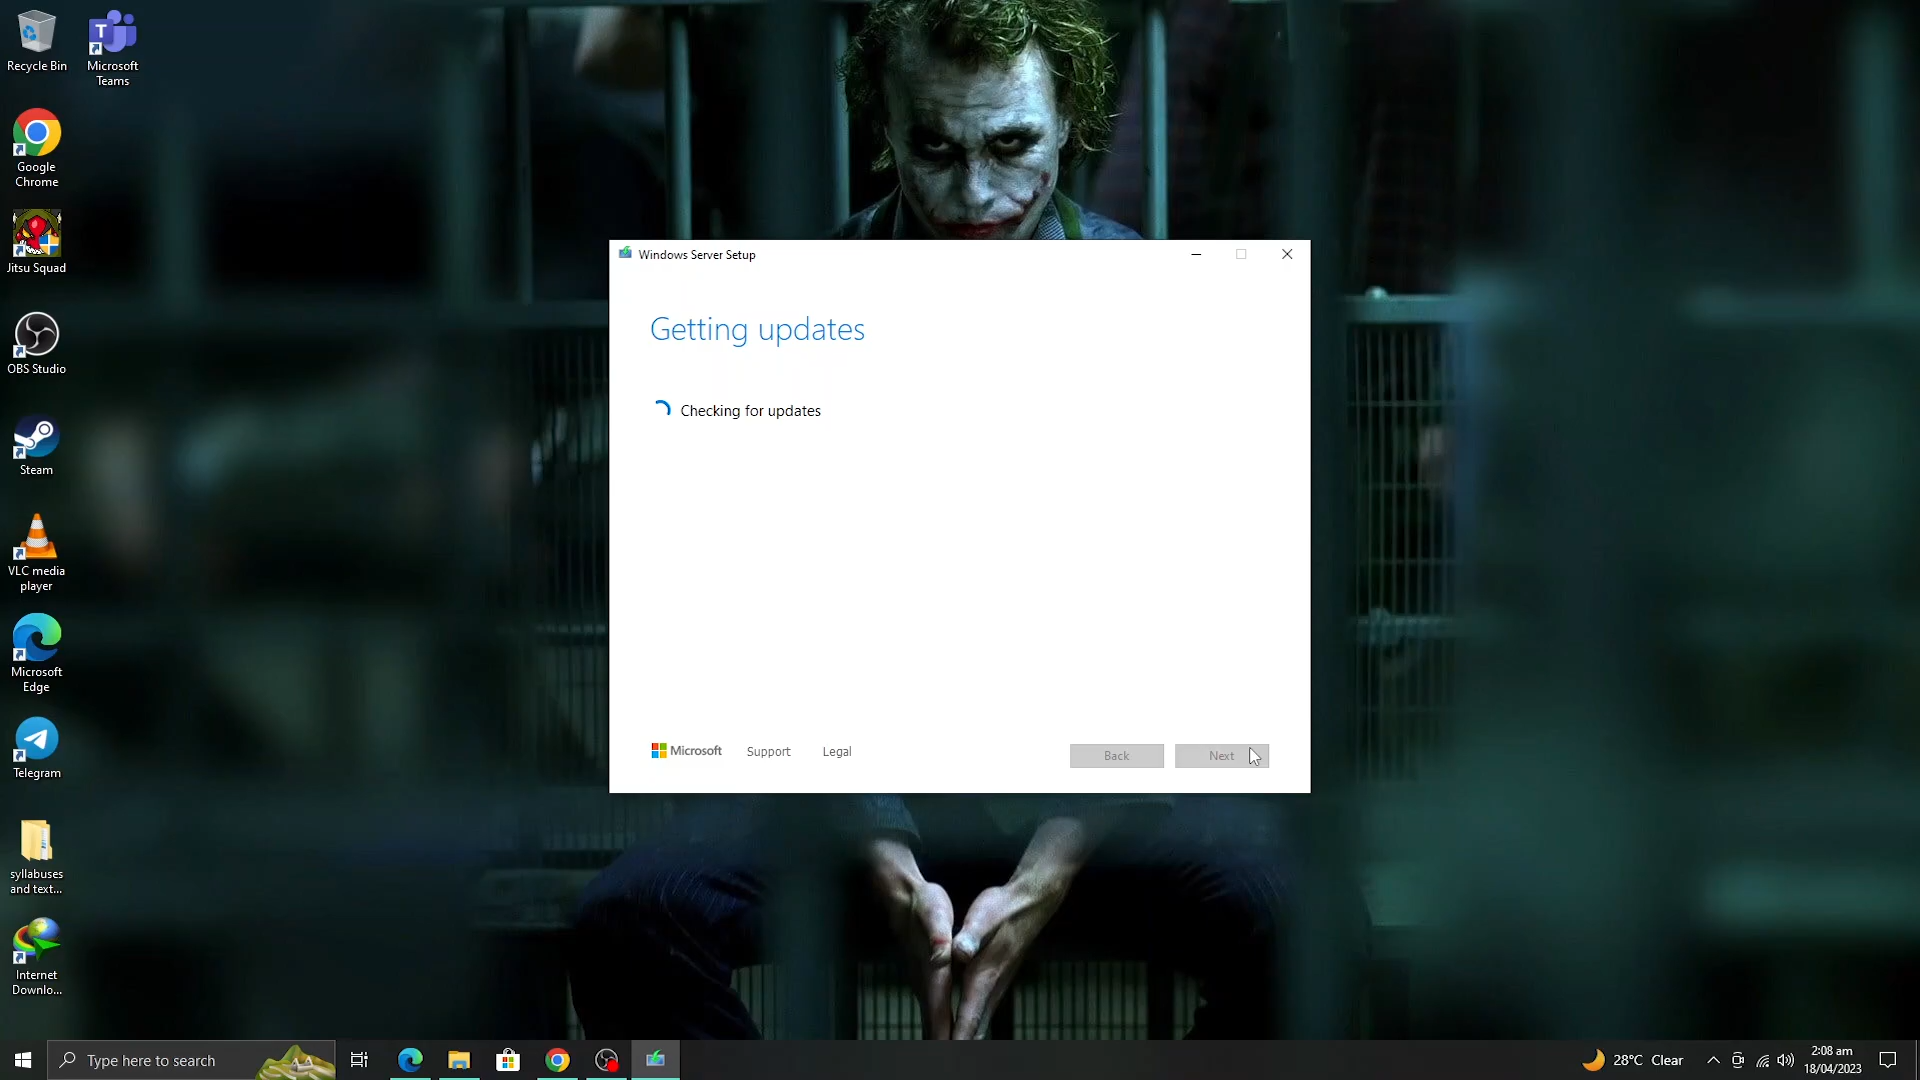 Recycle Bin
Microsoft
Teams
Google
Chrome
Jitsu Squad
OBS Studio
Steam
VLC media
player
Microsoft
Edge
Telegram
syllabuses
and text...
Internet
Downlo...
Windows Server Setup
Getting updates
Checking for updates
Microsoft
Support
Legal
Back
Next
Type here to search
28°C Clear
2:08 am
18/04/2023